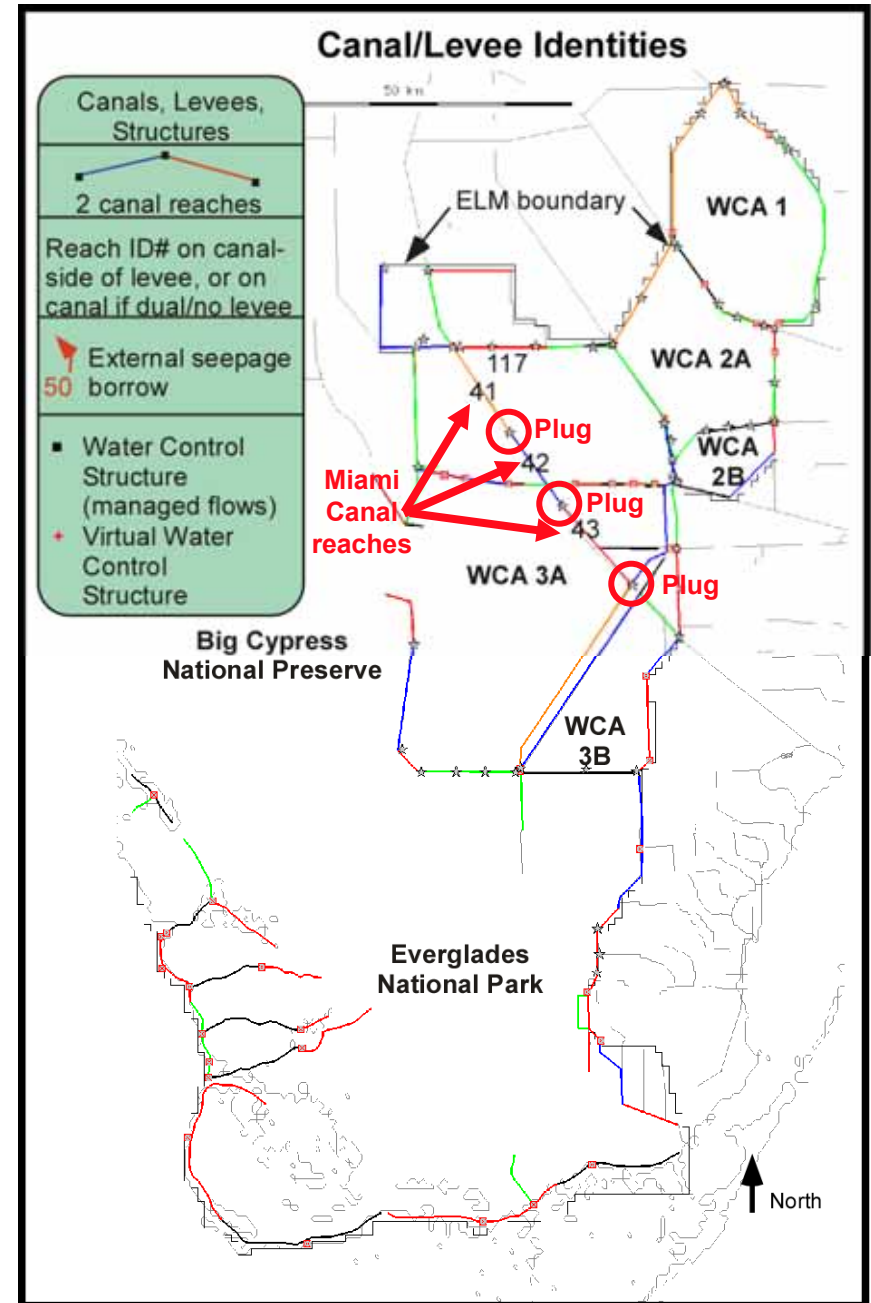 Canal/Levee Identities
50 km
Canals, Levees,
Structures
2 canal reaches
Reach ID# on canal-
side of levee, or on
canal if dual/no levee
50
External seepage
borrow
Water Control
Structure
(managed flows)
Virtual Water
Control
Structure
ELM boundary
WCA 1
WCA 2A
WCA
2B
117
41
Plug
42
Miami
Canal
reaches
Plug
43
WCA 3A
Plug
Big Cypress
National Preserve
WCA
3B
Everglades
National Park
North